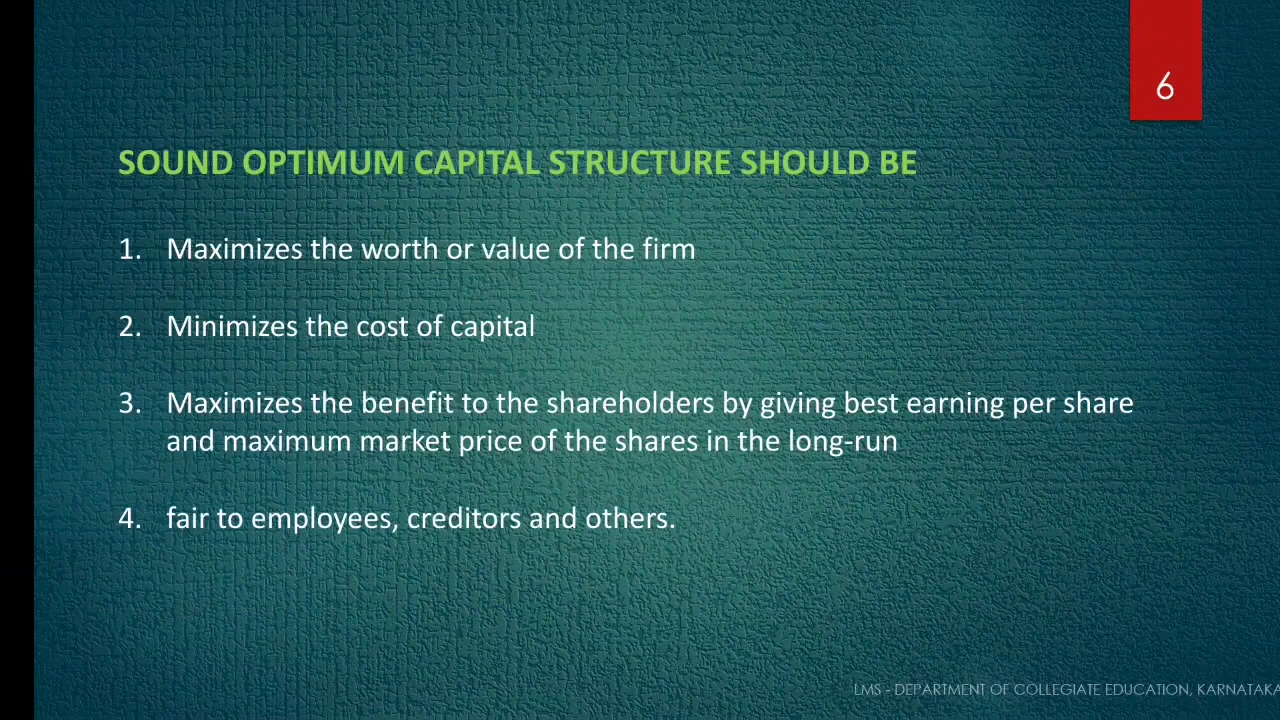 6
SOUND OPTIMUM CAPITAL STRUCTURE SHOULD BE
1. Maximizes the worth or value of the firm
2. Minimizes the cost of capital
3. Maximizes the benefit to the shareholders by giving best earning per share
and maximum market price of the shares in the long-run
4. fair to employees, creditors and others.
LMS - DEPARTMENT OF COLLEGIATE EDUCATION, KARNATAKA